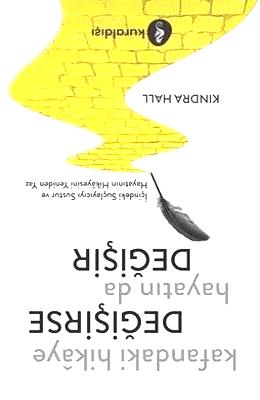 kafandaki hikâye
DEĞİŞİRSE
hayatın da
DEĞİŞİR
İçindeki Suçlayıcıyı Sustur ve
Hayatının Hikâyesini Yeniden Yaz
KINDRA HALL
kuraldışı